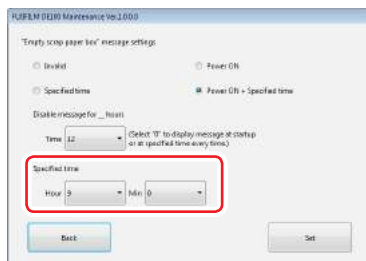 FUJIFILM DE100 Maintenance Ver.1.0.0.0
"Empty scrap paper box" message settings
Invalid
Power ON
Specified time
Power ON + Specified time
Disable message for __ hours
Time 12 (Select "0" to display message at startup
or at specified time every time.)
Specified time
Hour 9 Min 0
Back Set